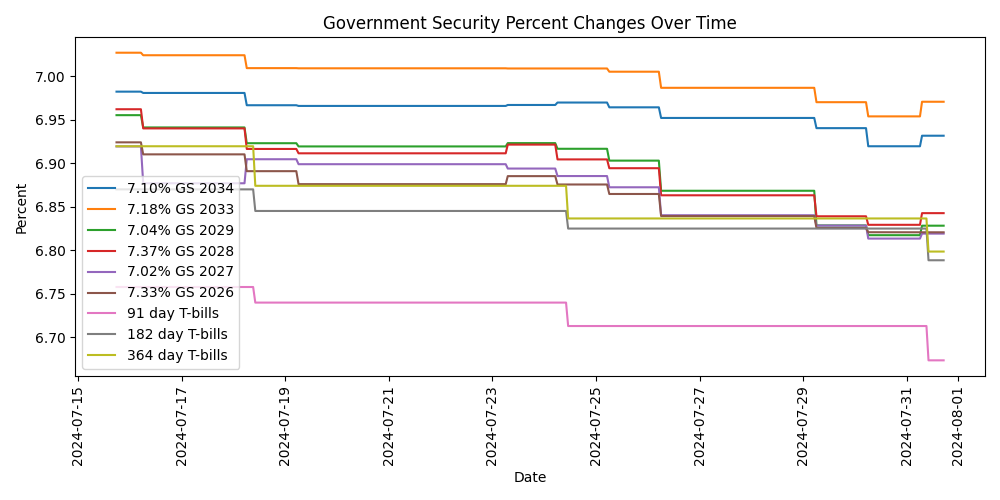 Government Security Percent Changes Over Time
Percent
7.00
6.95
6.90
6.85
6.80
6.75
6.70
7.10% GS 2034
7.18% GS 2033
7.04% GS 2029
7.37% GS 2028
7.02% GS 2027
7.33% GS 2026
91 day T-bills
182 day T-bills
364 day T-bills
2024-07-15
2024-07-17
2024-07-19
2024-07-21
2024-07-23
2024-07-25
2024-07-27
2024-07-29
2024-07-31
2024-08-01
Date